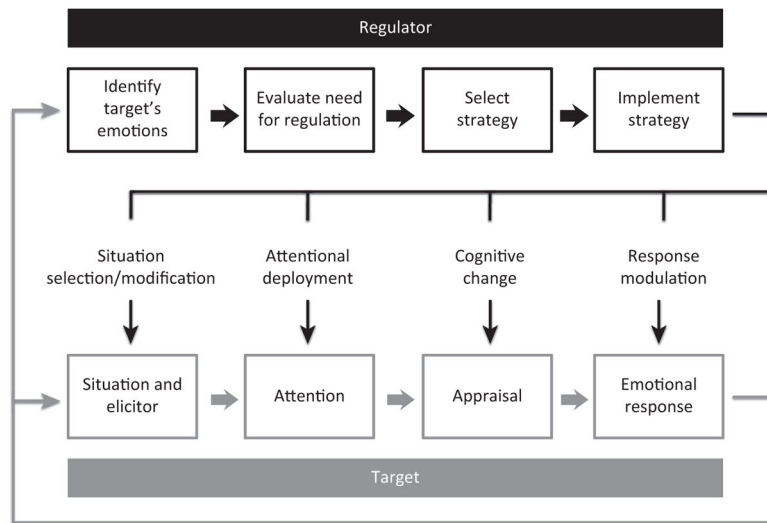 Regulator
Identify
target's
emotions
Evaluate need
for regulation
Select
strategy
Implement
strategy
Situation
selection/modification
Attentional
deployment
Cognitive
change
Response
modulation
Situation and
elicitor
Attention
Appraisal
Emotional
response
Target